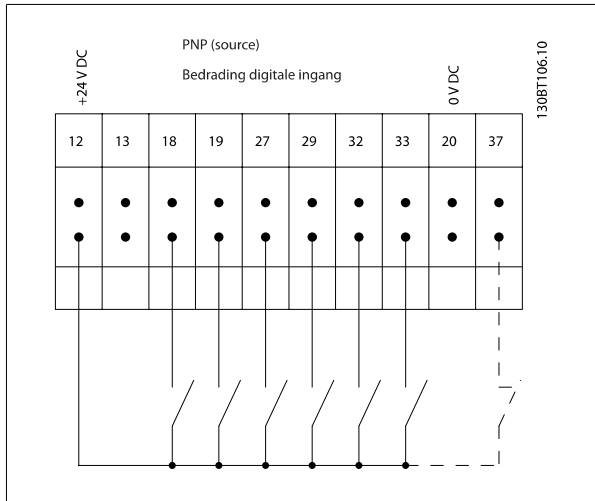 PNP (source)
Bedrading digitale ingang
+24 V DC
0 V DC
130BT106.10
12 13 18 19 27 29 32 33 20 37